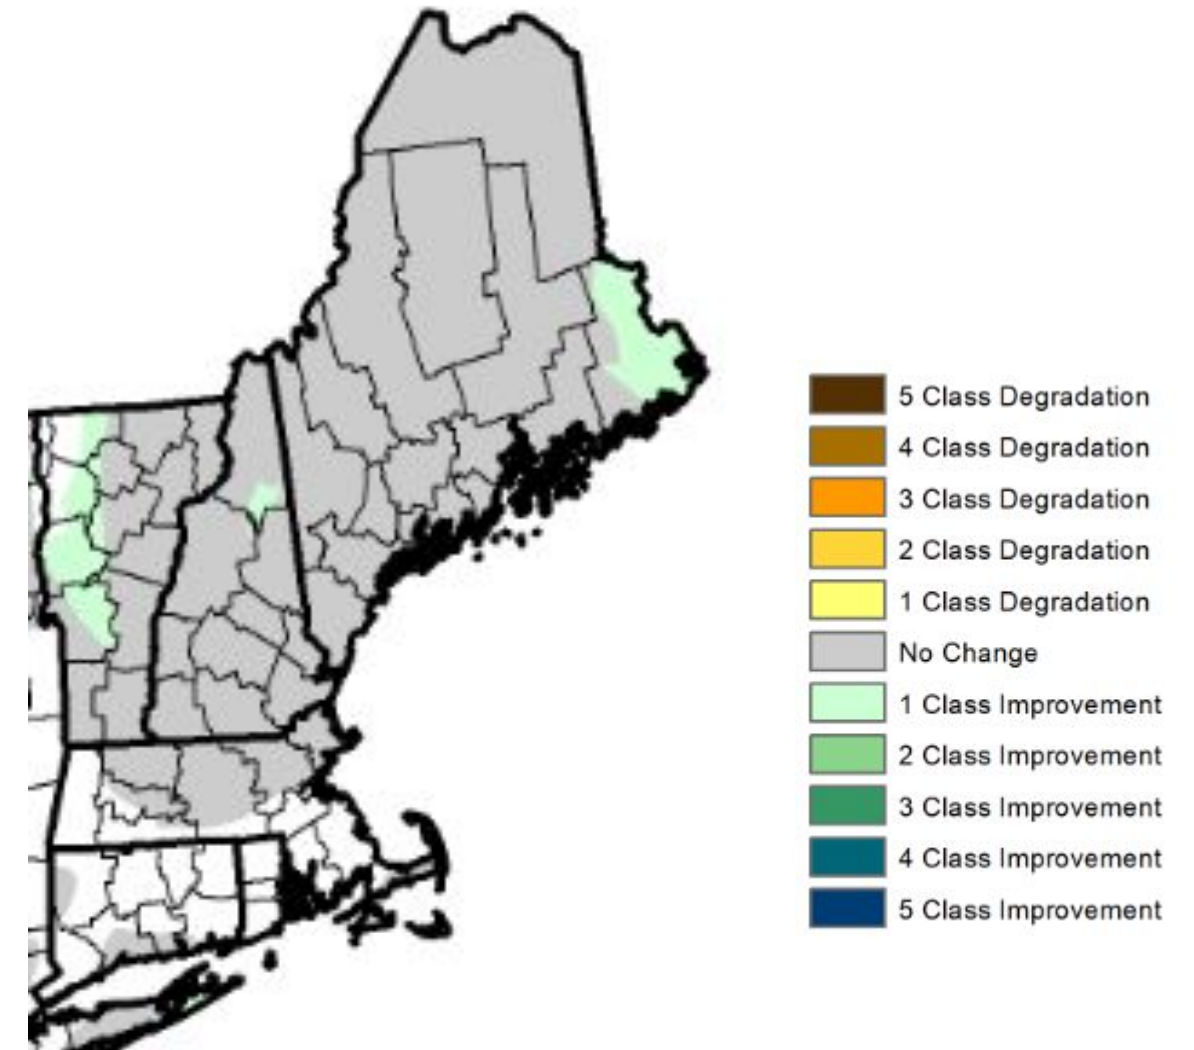 5 Class Degradation
4 Class Degradation
3 Class Degradation
2 Class Degradation
1 Class Degradation
No Change
1 Class Improvement
2 Class Improvement
3 Class Improvement
4 Class Improvement
5 Class Improvement